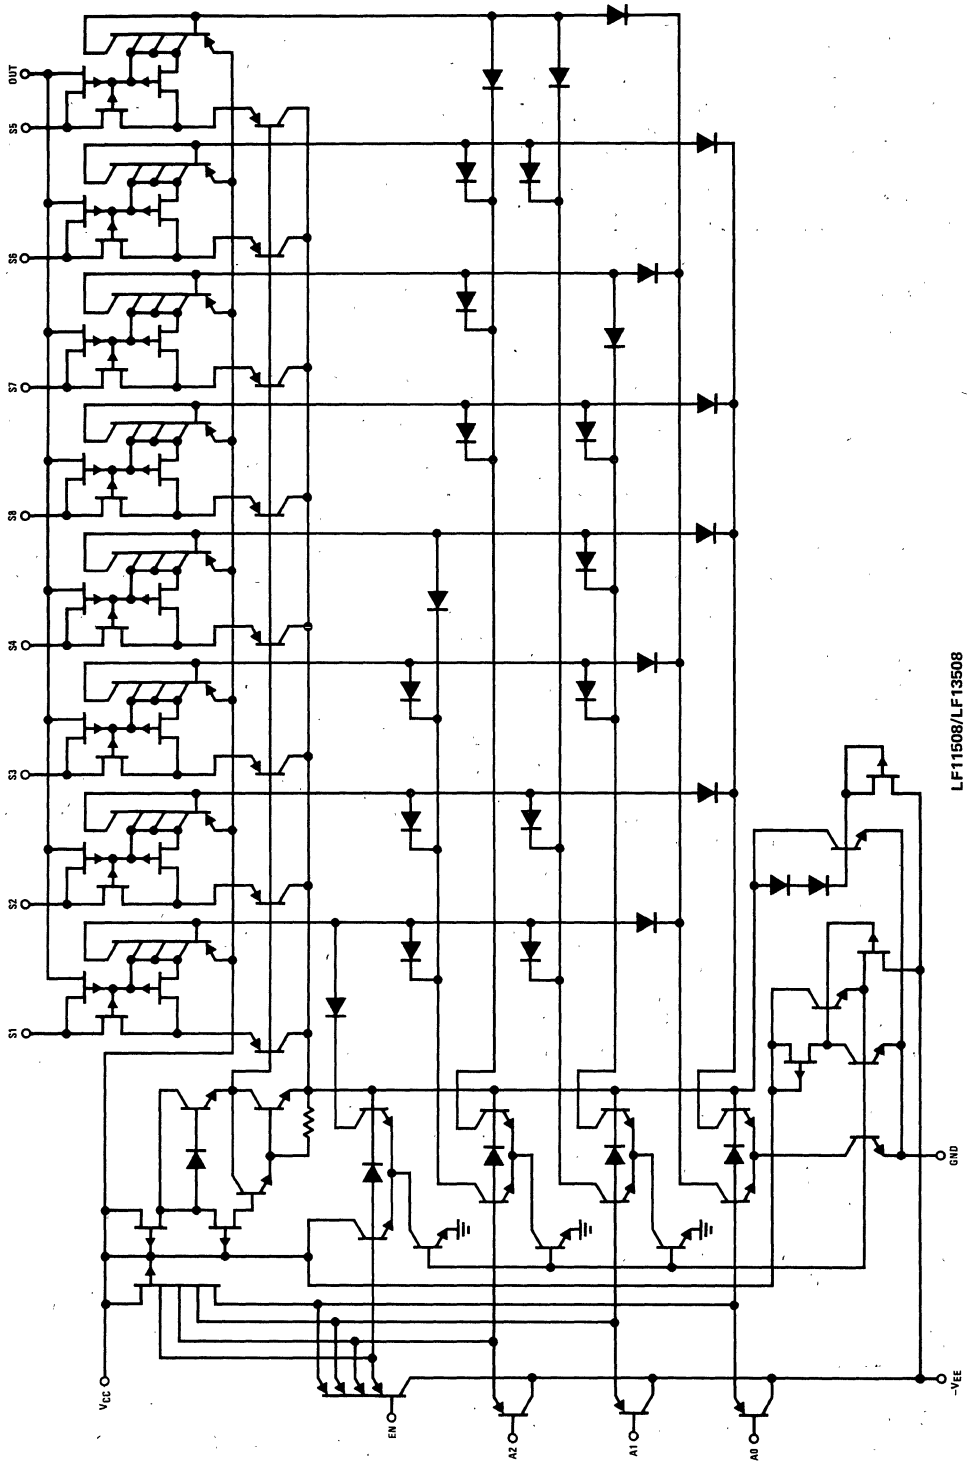 OUT
S5
S6
S7
S8
S4
S3
S2
S1
VCC
EN
A2
A1
A0
GND
-VEE
LF11508/LF13508